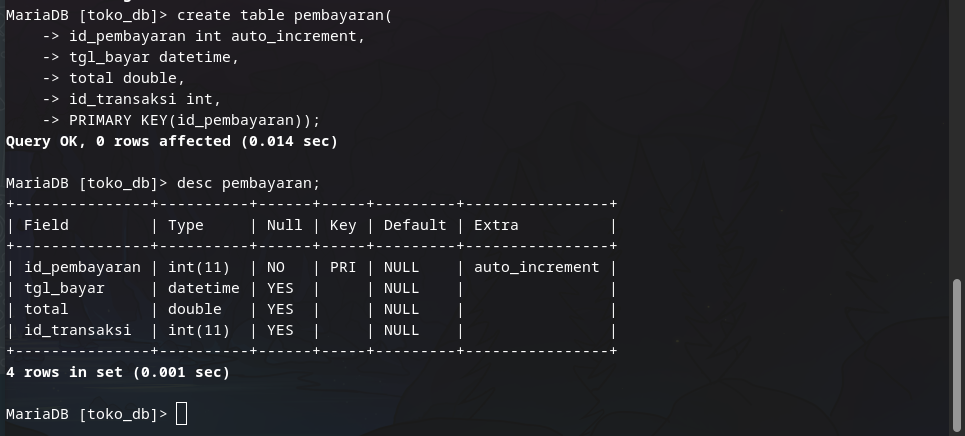 MariaDB [toko_db]> create table pembayaran(
    -> id_pembayaran int auto_increment,
    -> tgl_bayar datetime,
    -> total double,
    -> id_transaksi int,
    -> PRIMARY KEY(id_pembayaran));
Query OK, 0 rows affected (0.014 sec)

MariaDB [toko_db]> desc pembayaran;
+---------------+----------+------+-----+---------+----------------+
| Field         | Type     | Null | Key | Default | Extra          |
+---------------+----------+------+-----+---------+----------------+
| id_pembayaran | int(11)  | NO   | PRI | NULL    | auto_increment |
| tgl_bayar     | datetime | YES  |     | NULL    |                |
| total         | double   | YES  |     | NULL    |                |
| id_transaksi  | int(11)  | YES  |     | NULL    |                |
+---------------+----------+------+-----+---------+----------------+
4 rows in set (0.001 sec)

MariaDB [toko_db]>